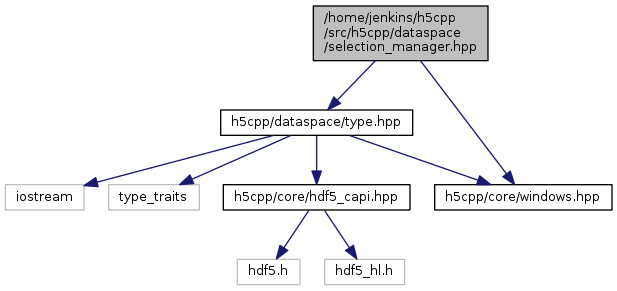 /home/jenkins/h5cpp
/src/h5cpp/dataspace
/selection_manager.hpp
h5cpp/dataspace/type.hpp
iostream
type_traits
h5cpp/core/hdf5_capi.hpp
h5cpp/core/windows.hpp
hdf5.h
hdf5_hl.h